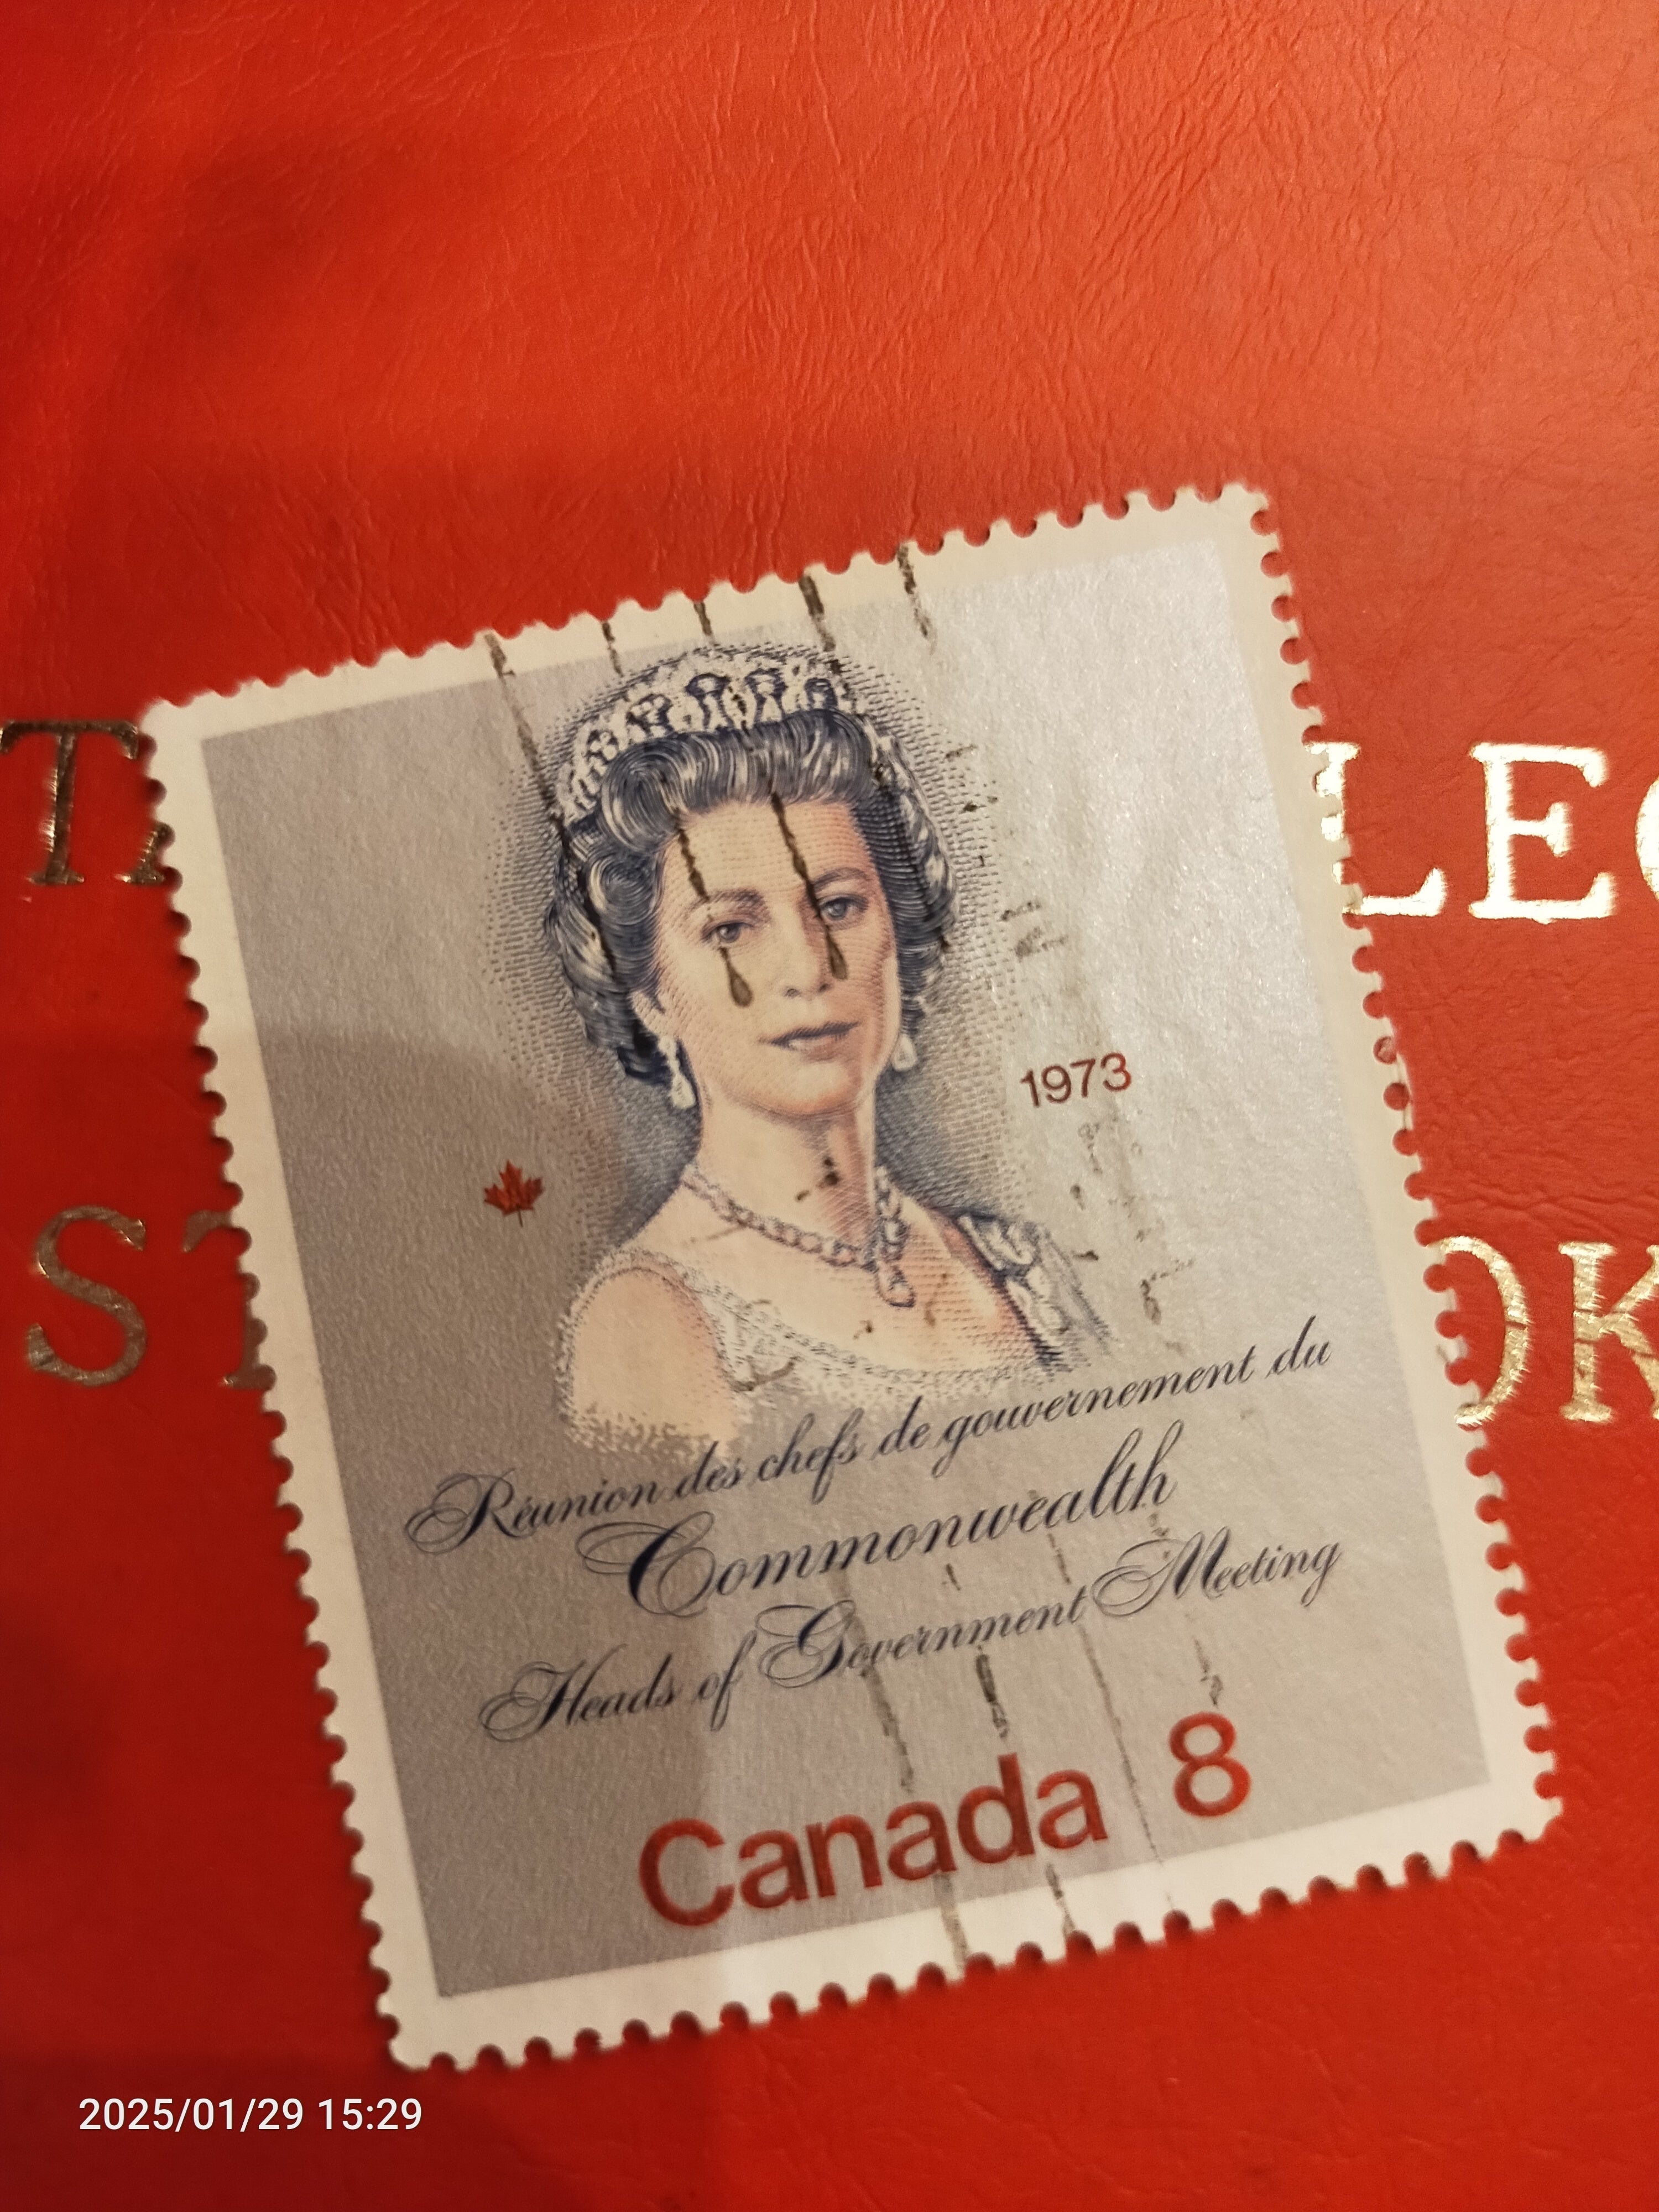 1973
Réunion des chefs de gouvernement du
Commonwealth
Heads of Government Meeting
Canada 8
2025/01/29 15:29